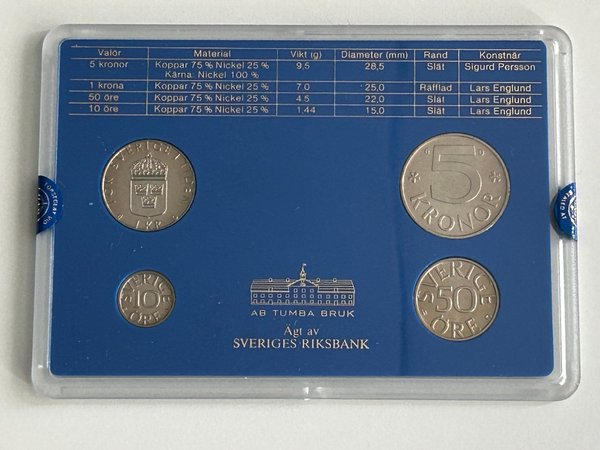 Valör Material Vikt (g) Diameter (mm) Rand Konstnär
5 kronor Koppar 75 % Nickel 25 % 9,5 28,5 Slät Sigurd Persson
Kärna: Nickel 100 %
1 krona Koppar 75 % Nickel 25 % 7,0 25,0 Räfflad Lars Englund
50 öre Koppar 75 % Nickel 25 % 4,5 22,0 Slät Lars Englund
10 öre Koppar 75 % Nickel 25 % 1,44 15,0 Slät Lars Englund
FÖR SVERIGE I TIDEN
1 KR
5
KRONOR
SVERIGE
10
ÖRE
SVERIGE
50
ÖRE
AB TUMBA BRUK
Ägt av
SVERIGES RIKSBANK